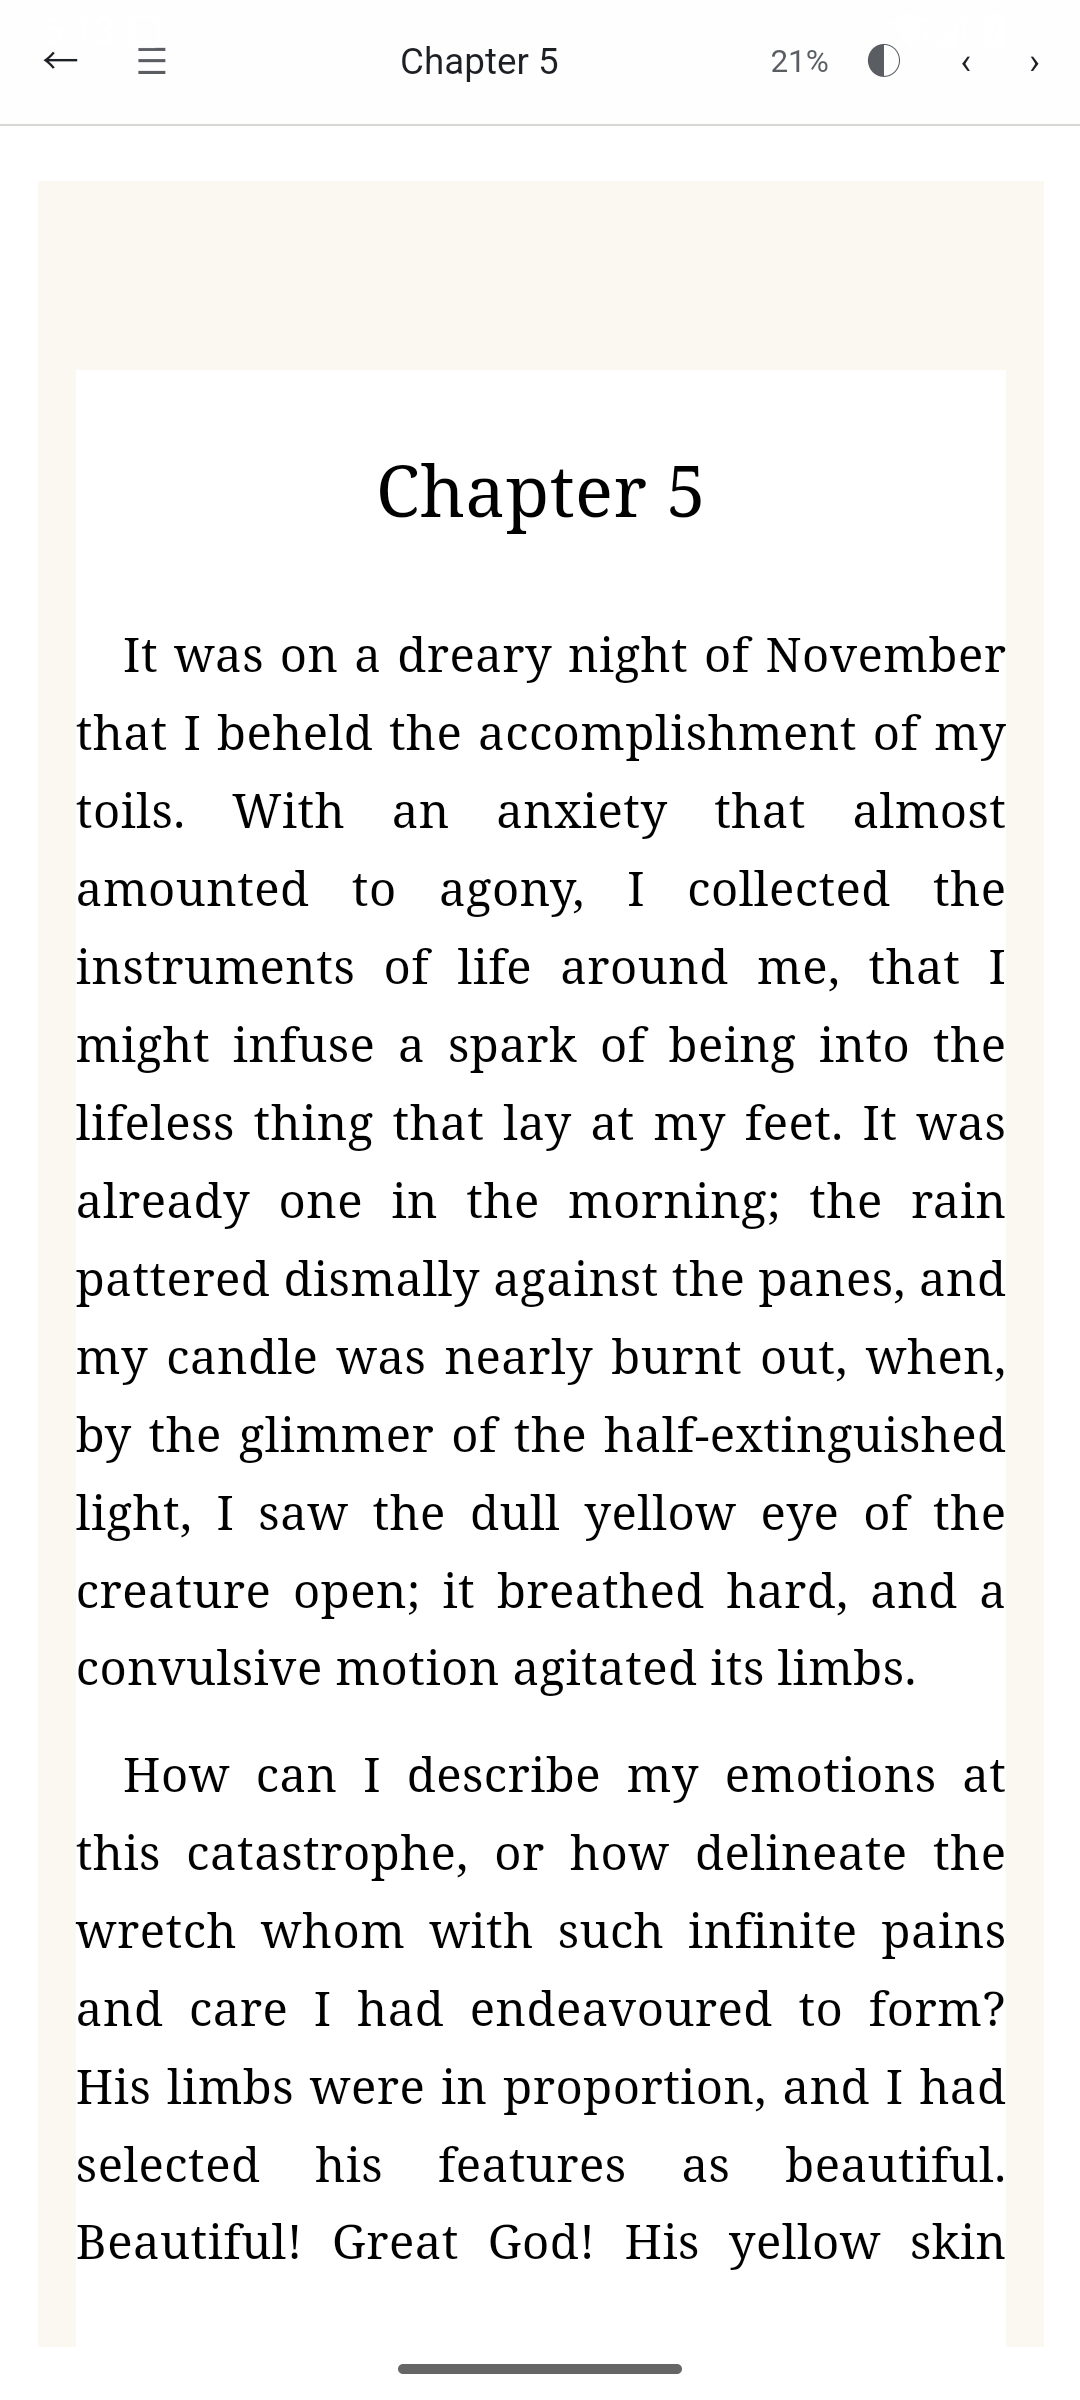 Chapter 5
21%
Chapter 5
It was on a dreary night of November
that I beheld the accomplishment of my
toils. With an anxiety that almost
amounted to agony, I collected the
instruments of life around me, that I
might infuse a spark of being into the
lifeless thing that lay at my feet. It was
already one in the morning; the rain
pattered dismally against the panes, and
my candle was nearly burnt out, when,
by the glimmer of the half-extinguished
light, I saw the dull yellow eye of the
creature open; it breathed hard, and a
convulsive motion agitated its limbs.
How can I describe my emotions at
this catastrophe, or how delineate the
wretch whom with such infinite pains
and care I had endeavoured to form?
His limbs were in proportion, and I had
selected his features as beautiful.
Beautiful! Great God! His yellow skin